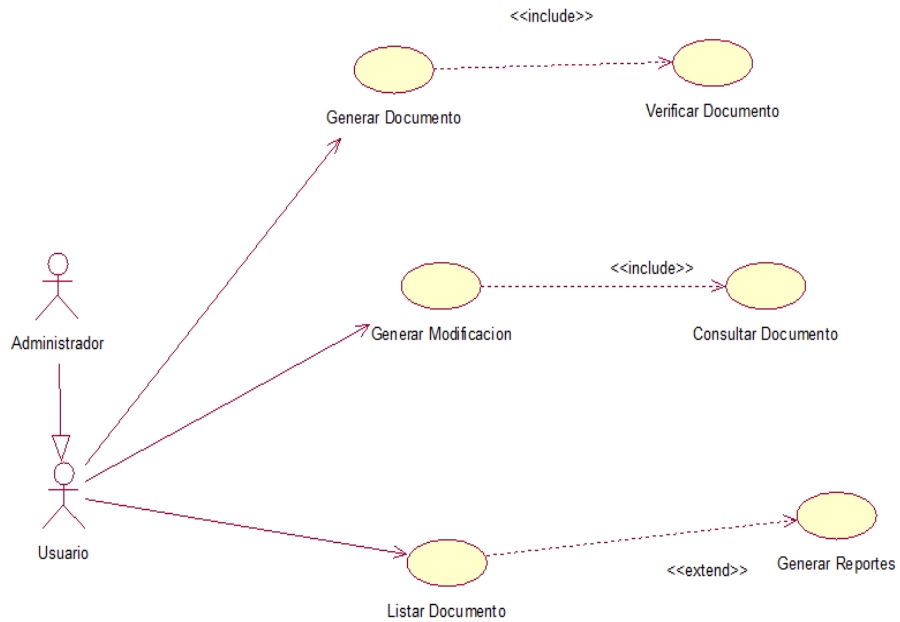 <<include>>
Generar Documento
Verificar Documento
<<include>>
Administrador
Generar Modificacion
Consultar Documento
Usuario
<<extend>>
Generar Reportes
Listar Documento